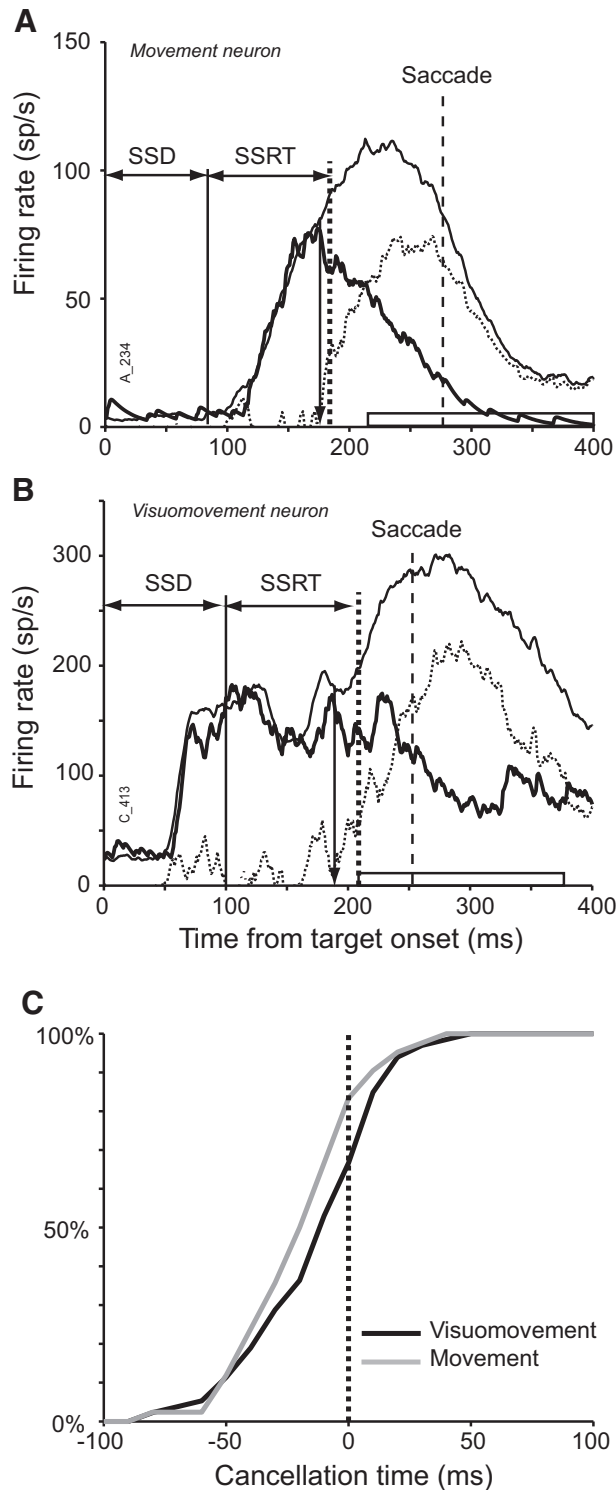 A
Movement neuron
Saccade
SSD
SSRT
Firing rate (sp/s)
150
100
50
0
A_234
0
100
200
300
400
B
Visuomovement neuron
Saccade
SSD
SSRT
Firing rate (sp/s)
300
200
100
0
C_413
0
100
200
300
400
Time from target onset (ms)
C
100%
50%
0%
Visuomovement
Movement
-100
-50
0
50
100
Cancellation time (ms)